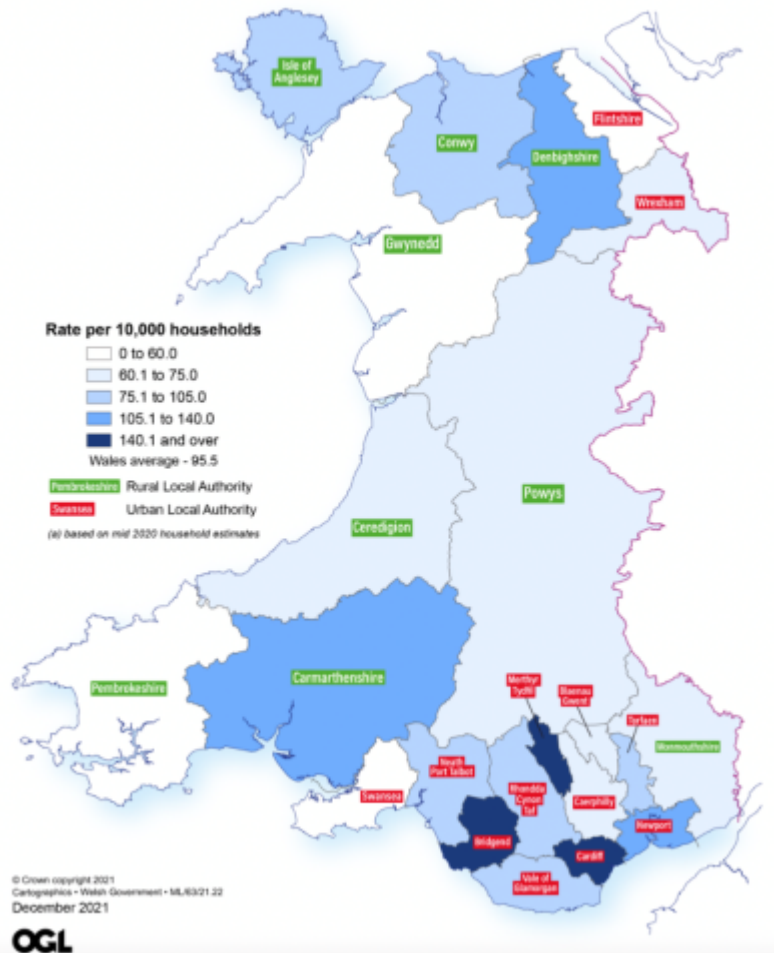 Isle of
Anglesey
Flintshire
Conwy
Denbighshire
Wrexham
Gwynedd
Rate per 10,000 households
0 to 60.0
60.1 to 75.0
75.1 to 105.0
105.1 to 140.0
140.1 and over
Wales average - 95.5
Pembrokeshire Rural Local Authority
Swansea Urban Local Authority
(a) based on mid 2020 household estimates
Powys
Ceredigion
Carmarthenshire
Pembrokeshire
Merthyr
Tydfil
Blaenau
Gwent
Torfaen
Monmouthshire
Neath
Port Talbot
Swansea
Rhondda
Cynon
Taf
Caerphilly
Newport
Bridgend
Cardiff
Vale of
Glamorgan
© Crown copyright 2021
Cartographics • Welsh Government • ML/63/21.22
December 2021
OGL